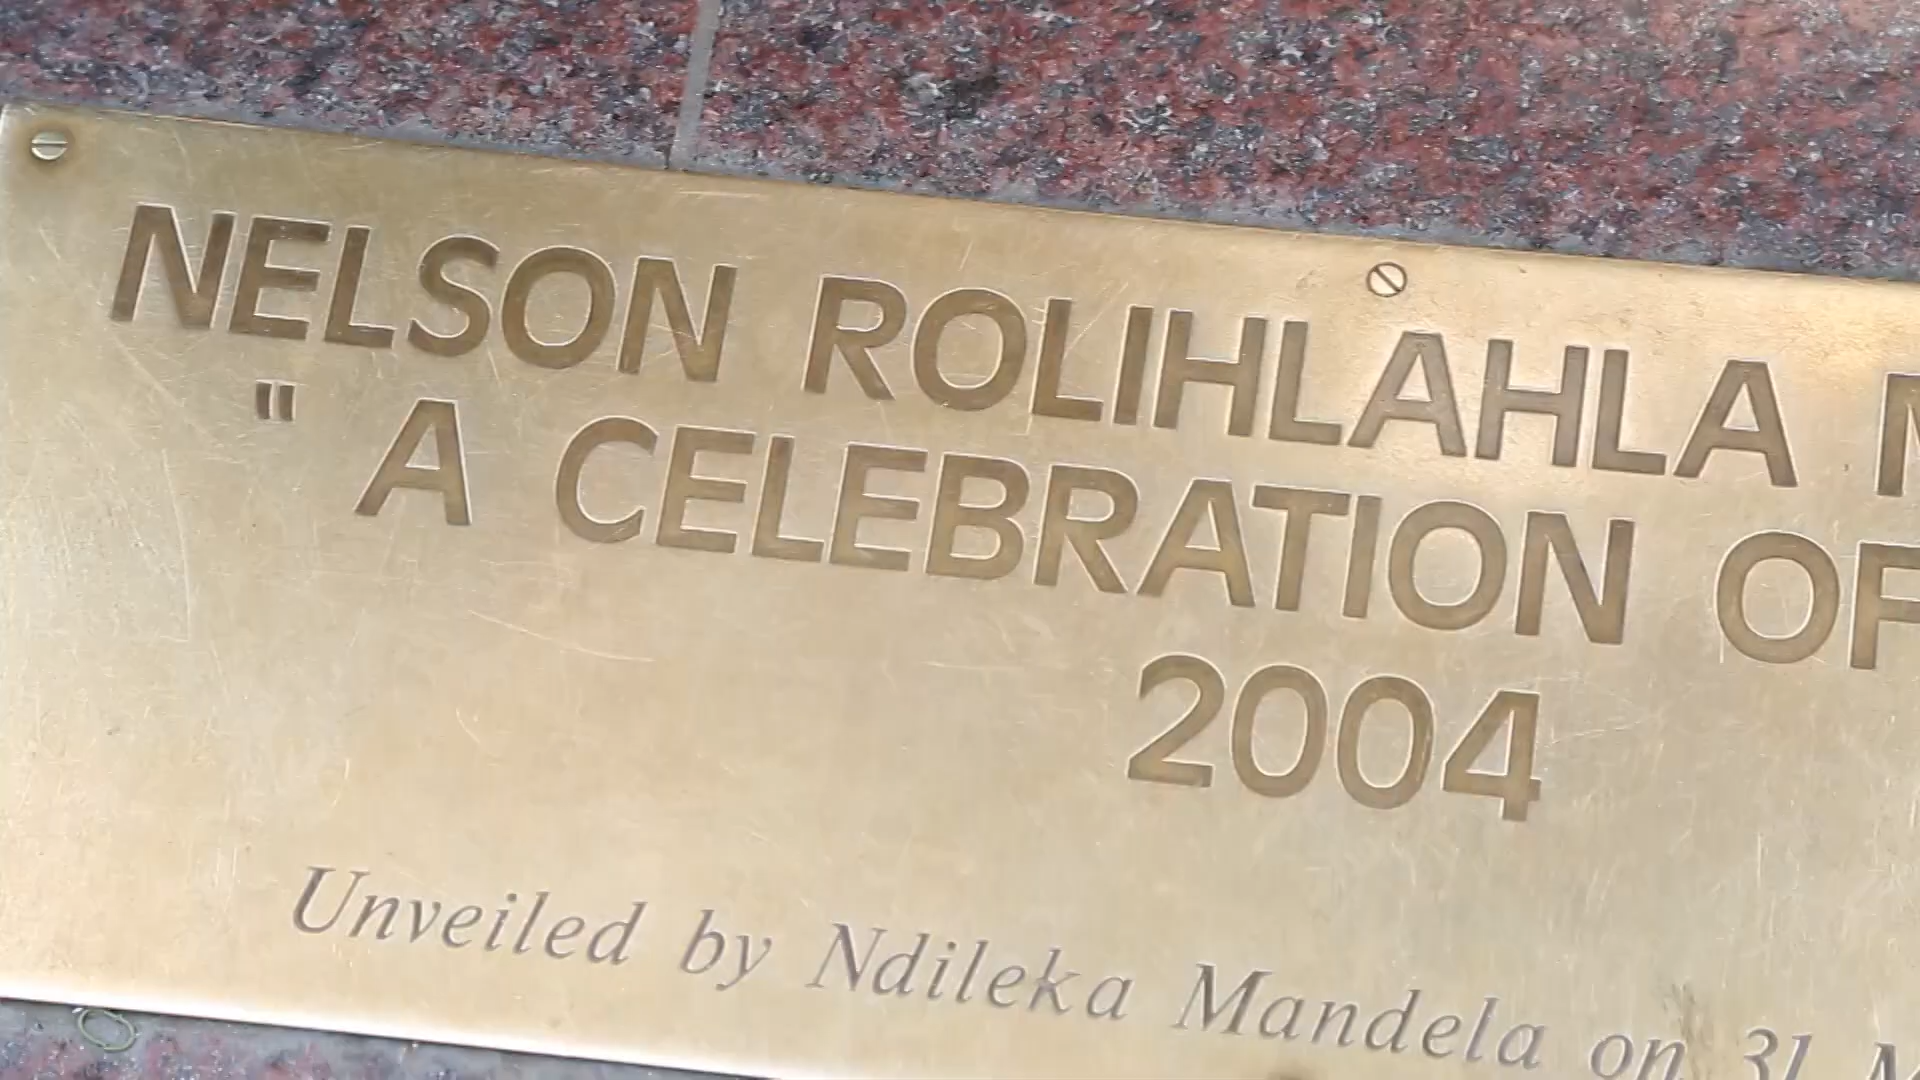 NELSON ROLIHLAHLA
" A CELEBRATION OF
2004
Unveiled by Ndileka Mandela on 31